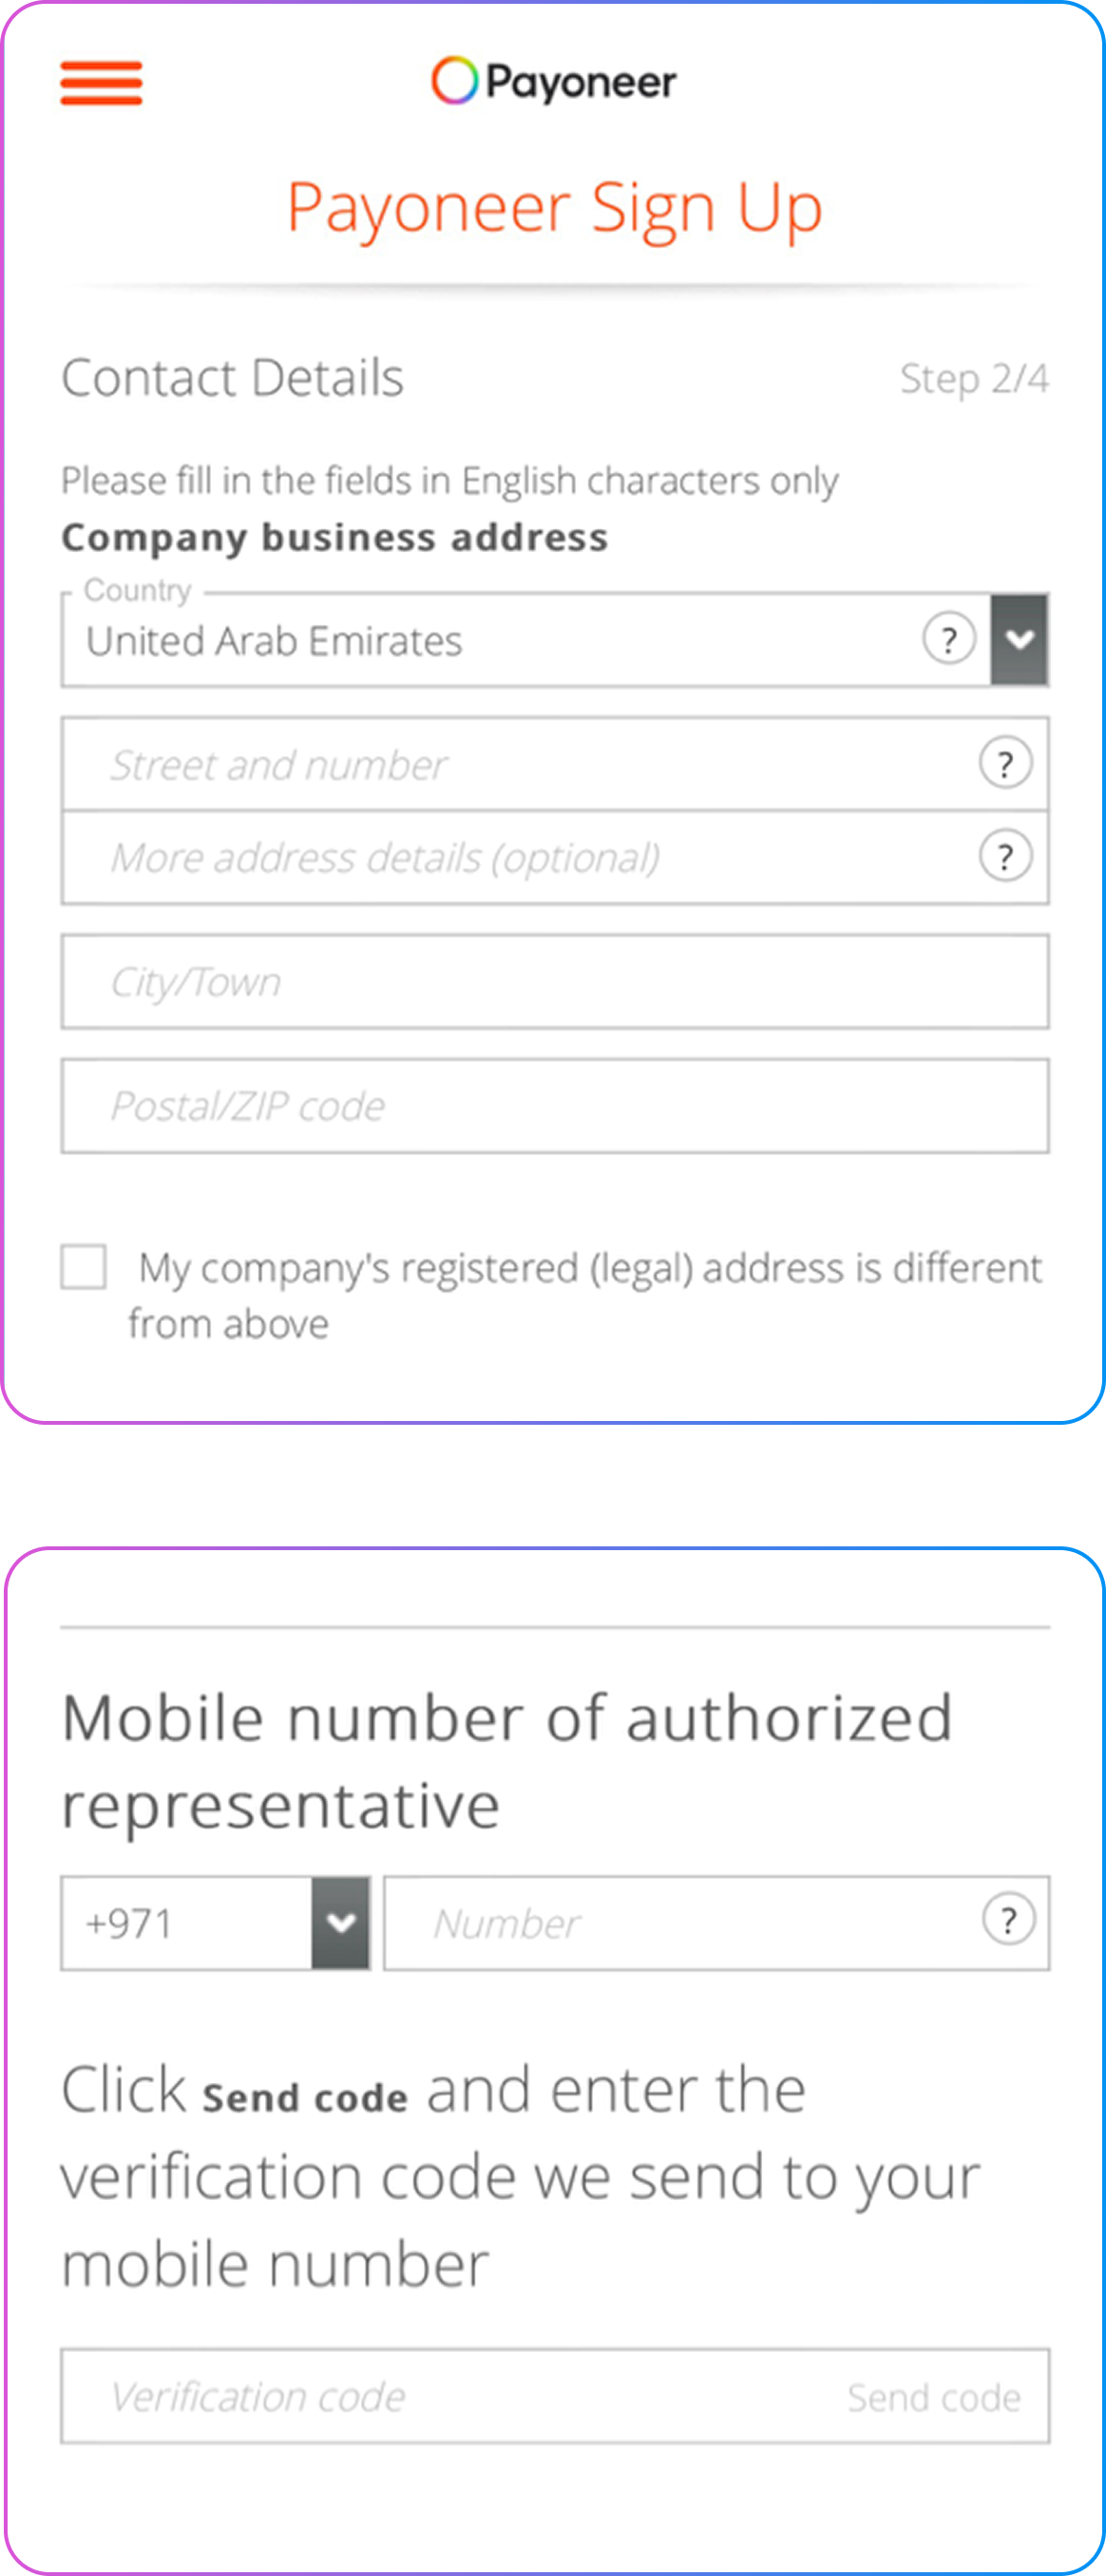 Payoneer
Payoneer Sign Up
Contact Details
Step 2/4
Please fill in the fields in English characters only
Company business address
Country
United Arab Emirates
?
Street and number
?
More address details (optional)
?
City/Town
Postal/ZIP code
My company's registered (legal) address is different
from above
Mobile number of authorized
representative
+971
Number
?
Click Send code and enter the
verification code we send to your
mobile number
Verification code
Send code